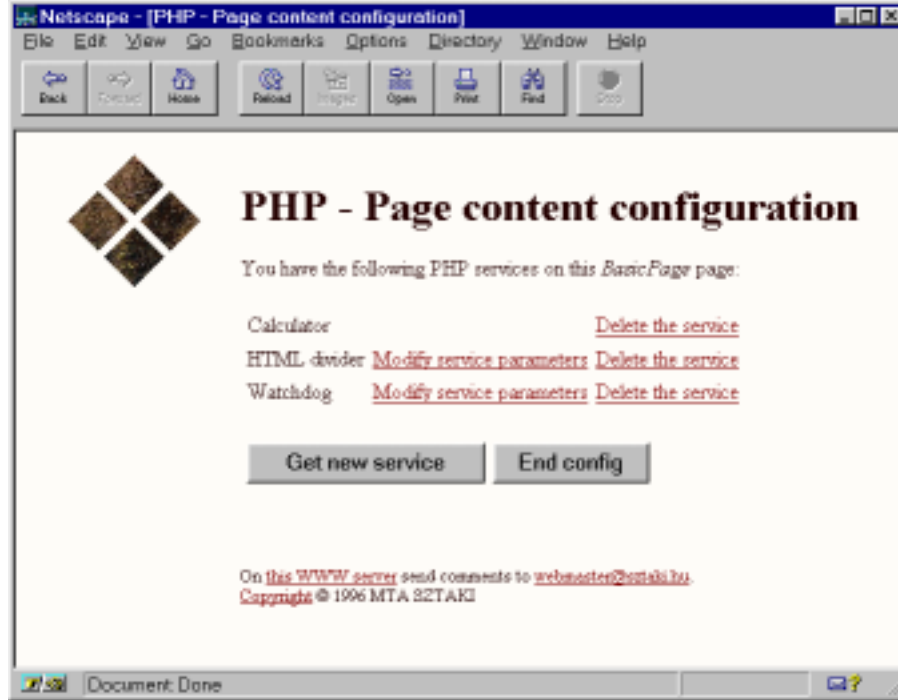 Netscape - [PHP - Page content configuration]
File Edit View Go Bookmarks Options Directory Window Help
Back Forward Home Reload Images Open Print Find Stop
PHP - Page content configuration
You have the following PHP services on this BasicPage page:
Calculator Delete the service
HTML divider Modify service parameters Delete the service
Watchdog Modify service parameters Delete the service
Get new service End config
On this WWW server send comments to webmaster@sztaki.hu.
Copyright © 1996 MTA SZTAKI
Document: Done